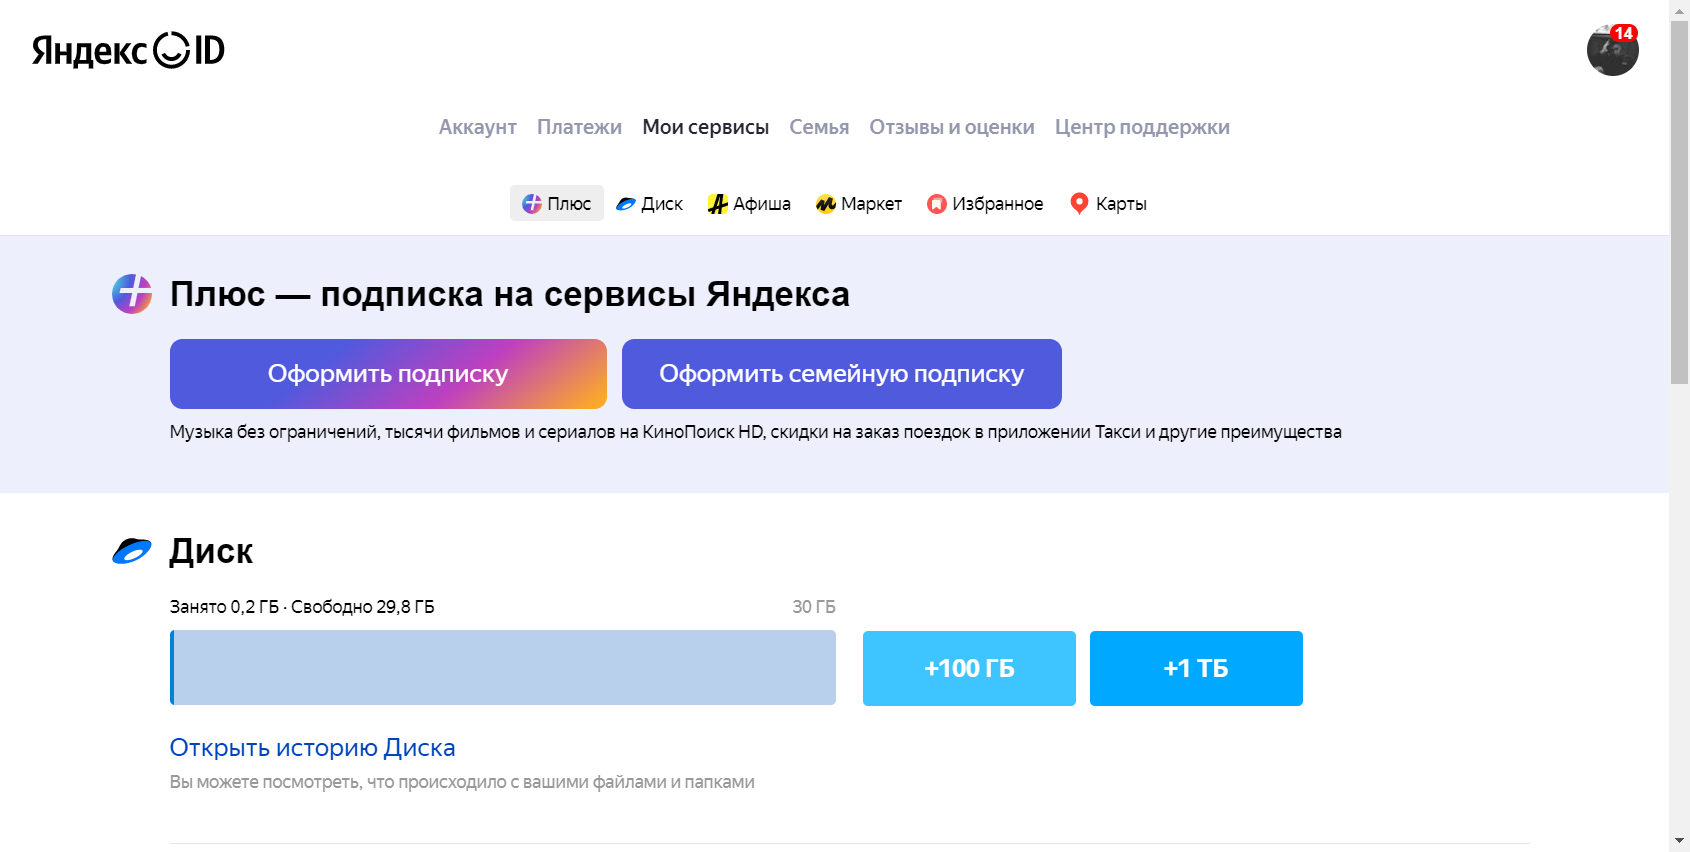 Яндекс ID
14
Аккаунт Платежи Мои сервисы Семья Отзывы и оценки Центр поддержки
Плюс Диск Афиша Маркет Избранное Карты
Плюс — подписка на сервисы Яндекса
Оформить подписку Оформить семейную подписку
Музыка без ограничений, тысячи фильмов и сериалов на КиноПоиск HD, скидки на заказ поездок в приложении Такси и другие преимущества
Диск
Занято 0,2 ГБ · Свободно 29,8 ГБ 30 ГБ
+100 ГБ +1 ТБ
Открыть историю Диска
Вы можете посмотреть, что происходило с вашими файлами и папками